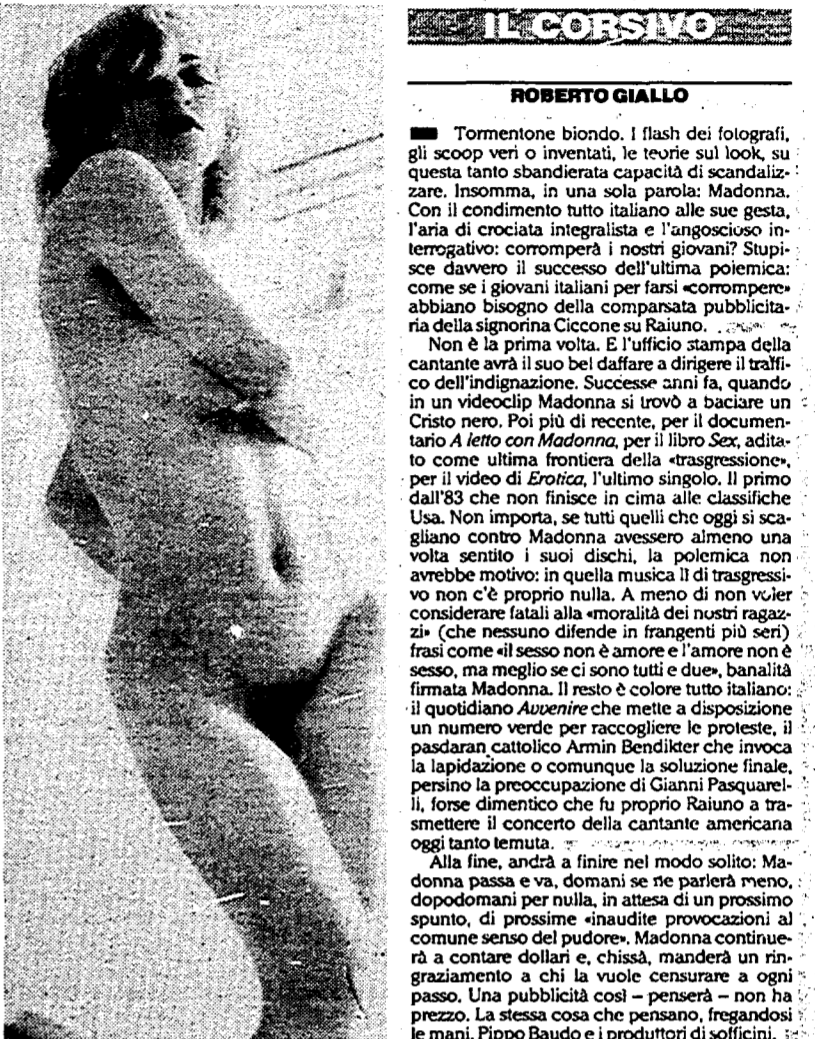 IL CORSIVO
ROBERTO GIALLO
Tormentone biondo. I flash dei fotografi,
gli scoop veri o inventati, le teorie sul look, su
questa tanto sbandierata capacità di scandaliz-
zare. Insomma, in una sola parola: Madonna.
Con il condimento tutto italiano alle sue gesta,
l'aria di crociata integralista e l'angoscioso in-
terrogativo: corromperà i nostri giovani? Stupi-
sce davvero il successo dell'ultima polemica:
come se i giovani italiani per farsi «corrompere»
abbiano bisogno della comparsata pubblicita-
ria della signorina Ciccone su Raiuno.
Non è la prima volta. E l'ufficio stampa della
cantante avrà il suo bel daffare a dirigere il traffi-
co dell'indignazione. Successe anni fa, quando
in un videoclip Madonna si trovò a baciare un
Cristo nero. Poi più di recente, per il documen-
tario A letto con Madonna, per il libro Sex, adita-
to come ultima frontiera della «trasgressione»,
per il video di Erotica, l'ultimo singolo. Il primo
dall'83 che non finisce in cima alle classifiche
Usa. Non importa, se tutti quelli che oggi si sca-
gliano contro Madonna avessero almeno una
volta sentito i suoi dischi, la polemica non
avrebbe motivo: in quella musica lì di trasgressi-
vo non c'è proprio nulla. A meno di non voler
considerare fatali alla «moralità dei nostri ragaz-
zi» (che nessuno difende in frangenti più seri)
frasi come «il sesso non è amore e l'amore non è
sesso, ma meglio se ci sono tutti e due», banalità
firmata Madonna. Il resto è colore tutto italiano:
il quotidiano Avvenire che mette a disposizione
un numero verde per raccogliere le proteste, il
pasdaran cattolico Armin Bendikter che invoca
la lapidazione o comunque la soluzione finale,
persino la preoccupazione di Gianni Pasquarel-
li, forse dimentico che fu proprio Raiuno a tra-
smettere il concerto della cantante americana
oggi tanto temuta.
Alla fine, andrà a finire nel modo solito: Ma-
donna passa e va, domani se ne parlerà meno,
dopodomani per nulla, in attesa di un prossimo
spunto, di prossime «inaudite provocazioni al
comune senso del pudore». Madonna continue-
rà a contare dollari e, chissà, manderà un rin-
graziamento a chi la vuole censurare a ogni
passo. Una pubblicità così – penserà – non ha
prezzo. La stessa cosa che pensano, fregandosi
le mani, Pippo Baudo e i produttori di sofficini.